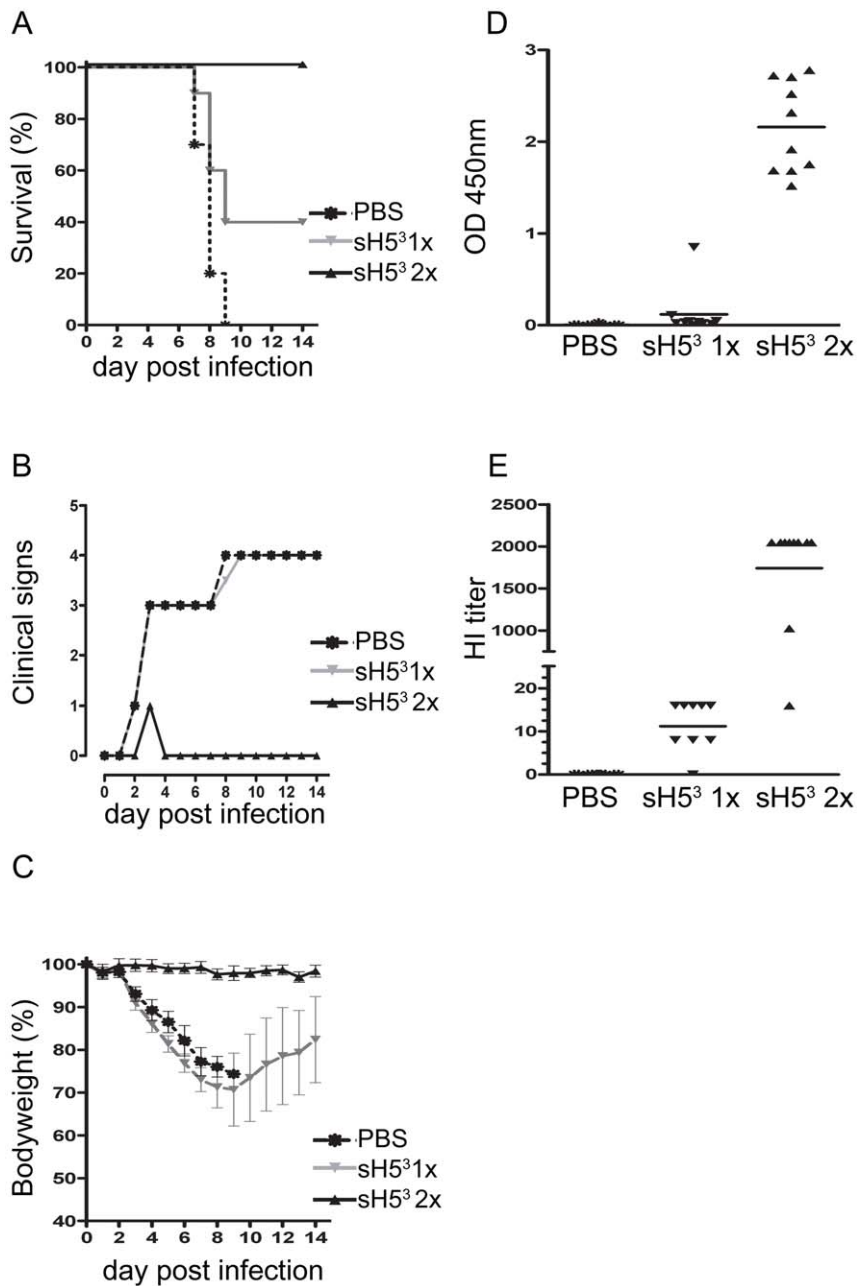 A
Survival (%)
100
80
60
40
20
0
0 2 4 6 8 10 12 14
day post infection
PBS
sH5³1x
sH5³ 2x
B
Clinical signs
5
4
3
2
1
0
0 2 4 6 8 10 12 14
day post infection
PBS
sH5³1x
sH5³ 2x
C
Bodyweight (%)
100
90
80
70
60
50
40
0 2 4 6 8 10 12 14
day post infection
PBS
sH5³1x
sH5³ 2x
D
OD 450nm
3
2
1
0
PBS sH5³ 1x sH5³ 2x
E
HI titer
2500
2000
1500
1000
20
10
0
PBS sH5³ 1x sH5³ 2x